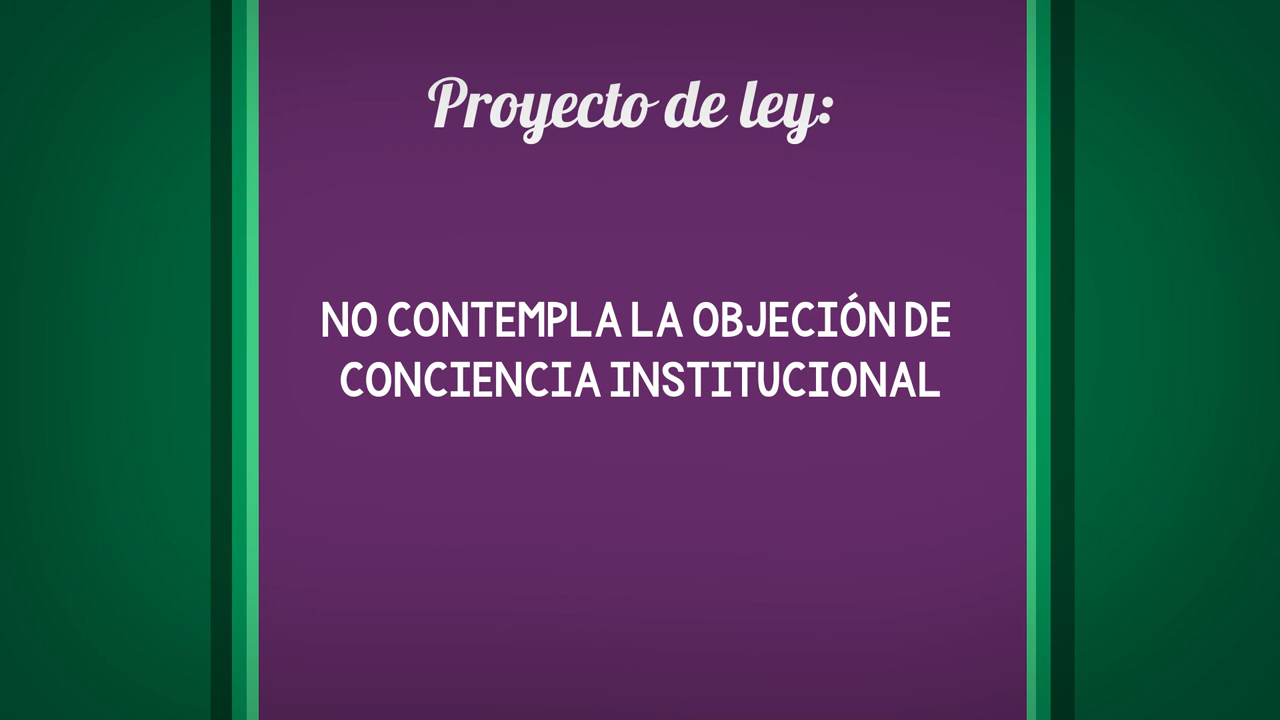 Proyecto de ley:
NO CONTEMPLA LA OBJECIÓN DE
CONCIENCIA INSTITUCIONAL